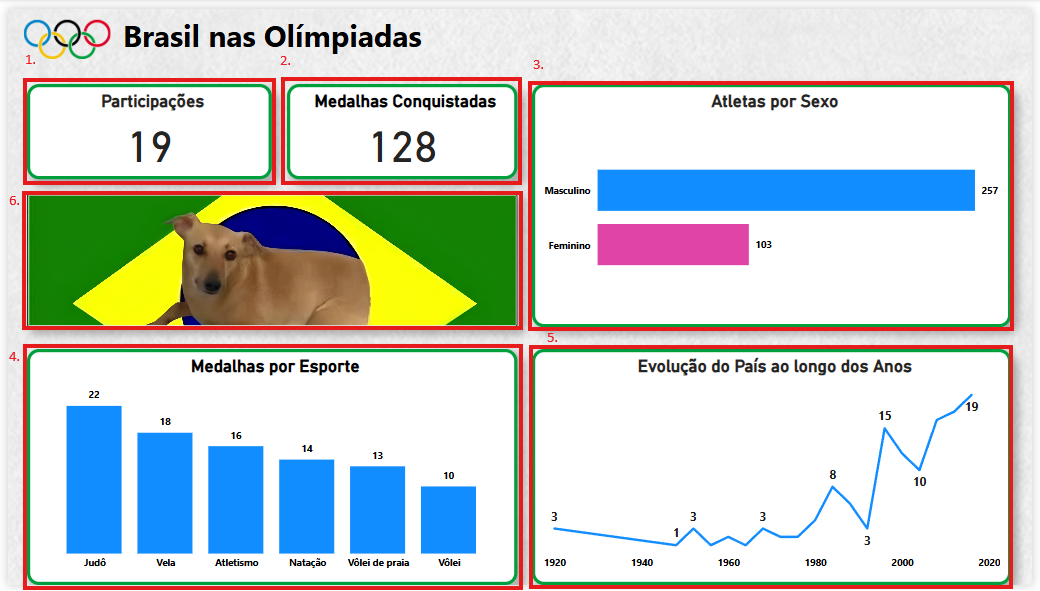 Brasil nas Olímpiadas
1.
2.
3.
Participações
19
Medalhas Conquistadas
128
Atletas por Sexo
Masculino
257
Feminino
103
6.
4.
5.
Medalhas por Esporte
22
18
16
14
13
10
Judô
Vela
Atletismo
Natação
Vôlei de praia
Vôlei
Evolução do País ao longo dos Anos
3
1
3
3
8
3
15
10
19
1920
1940
1960
1980
2000
2020